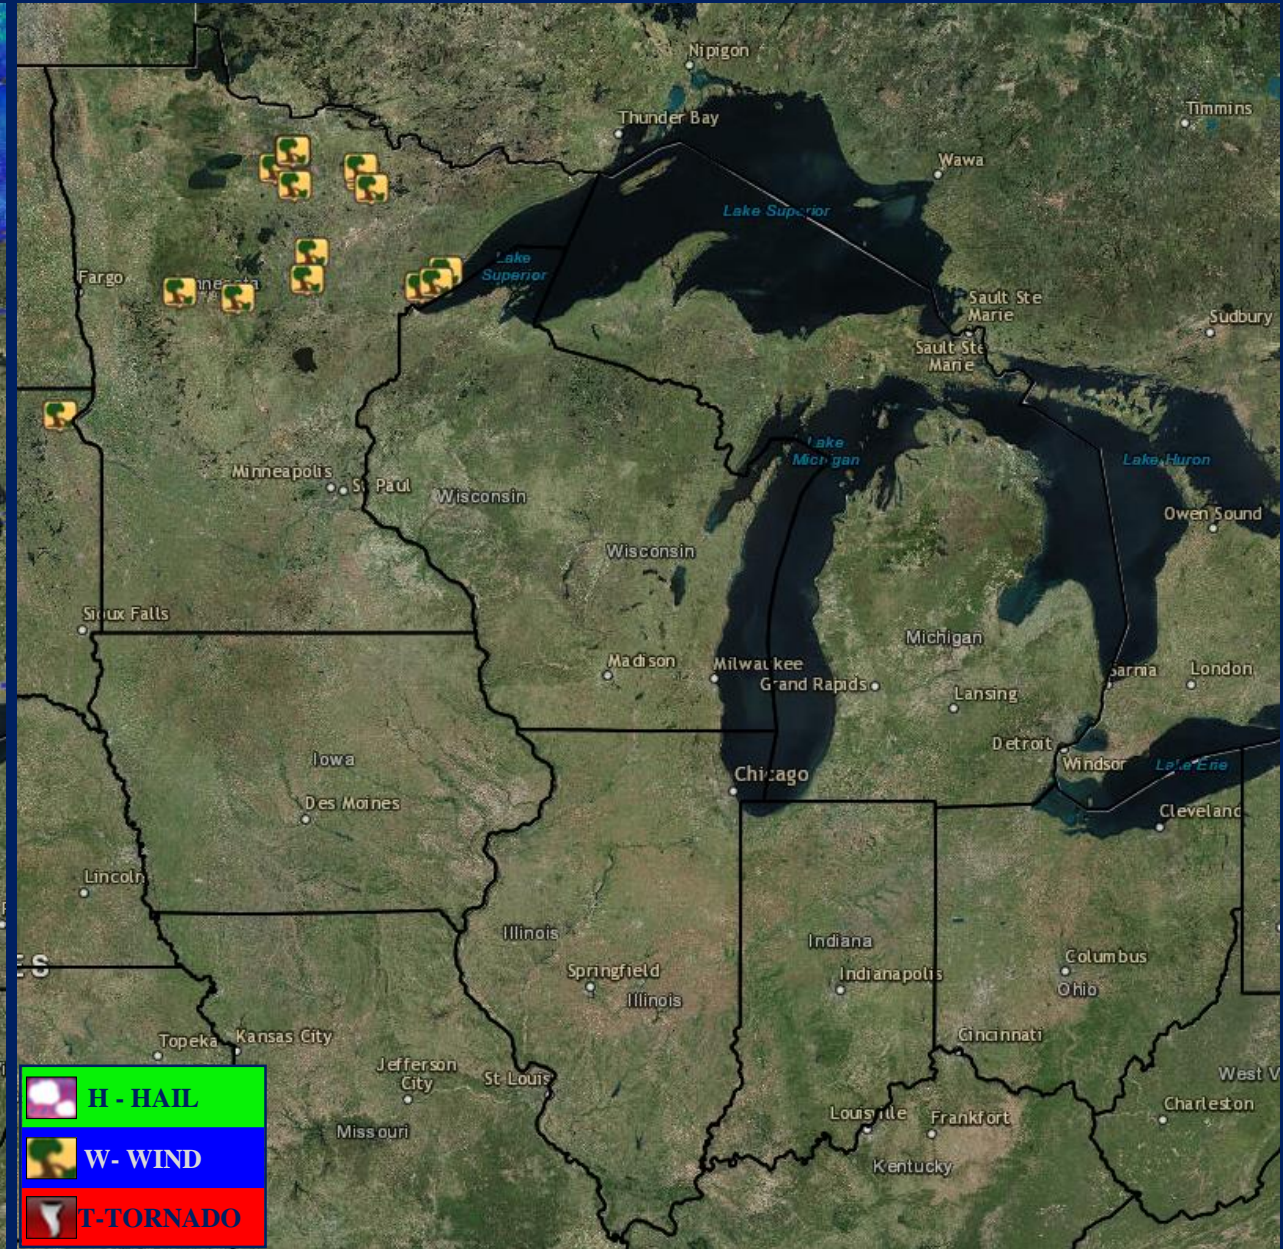 Nipigon
Thunder Bay
Timmins
Wawa
Lake Superior
Lake
Superior
Fargo
Sault Ste
Marie
Sudbury
Sault Ste
Marie
Lake
Michigan
Lake Huron
Minneapolis
St Paul
Wisconsin
Owen Sound
Wisconsin
Sioux Falls
Michigan
Madison
Milwaukee
Grand Rapids
Sarnia
London
Lansing
Detroit
Windsor
Lake Erie
Iowa
Chicago
Des Moines
Cleveland
Lincoln
Illinois
Indiana
Columbus
ES
Springfield
Indianapolis
Illinois
Ohio
Topeka
Kansas City
Cincinnati
Jefferson
City
St Louis
West V
Charleston
Louisville
Frankfort
Missouri
Kentucky
H - HAIL
W- WIND
T-TORNADO